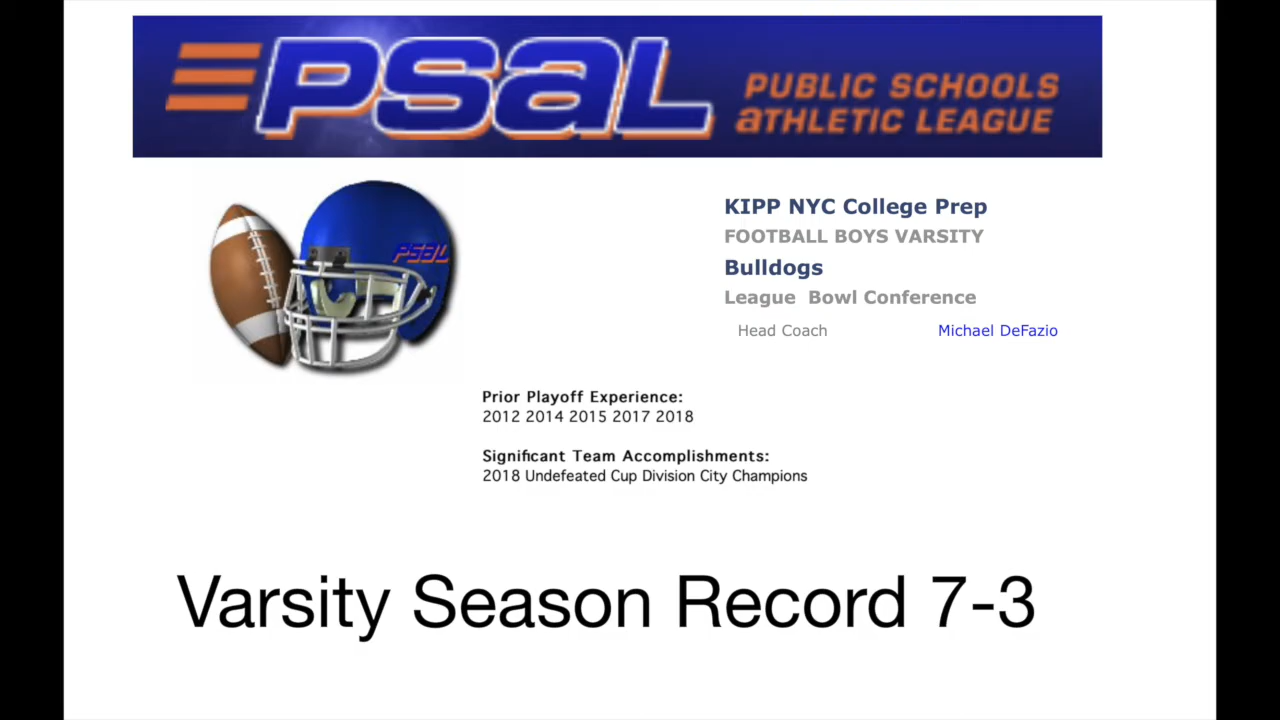 PSAL PUBLIC SCHOOLS
ATHLETIC LEAGUE
PSAL
KIPP NYC College Prep
FOOTBALL BOYS VARSITY
Bulldogs
League Bowl Conference
Head Coach Michael DeFazio
Prior Playoff Experience:
2012 2014 2015 2017 2018
Significant Team Accomplishments:
2018 Undefeated Cup Division City Champions
Varsity Season Record 7-3